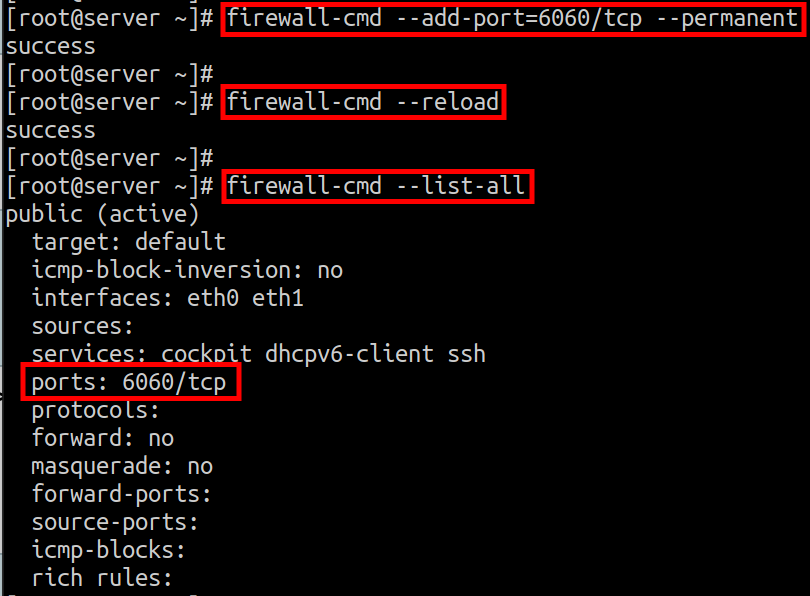 [root@server ~]# firewall-cmd --add-port=6060/tcp --permanent
success
[root@server ~]#
[root@server ~]# firewall-cmd --reload
success
[root@server ~]#
[root@server ~]# firewall-cmd --list-all
public (active)
  target: default
  icmp-block-inversion: no
  interfaces: eth0 eth1
  sources:
  services: cockpit dhcpv6-client ssh
  ports: 6060/tcp
  protocols:
  forward: no
  masquerade: no
  forward-ports:
  source-ports:
  icmp-blocks:
  rich rules: